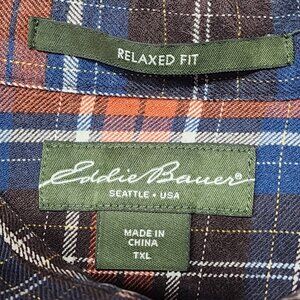 RELAXED FIT
Eddie Bauer®
SEATTLE • USA
MADE IN
CHINA
TXL